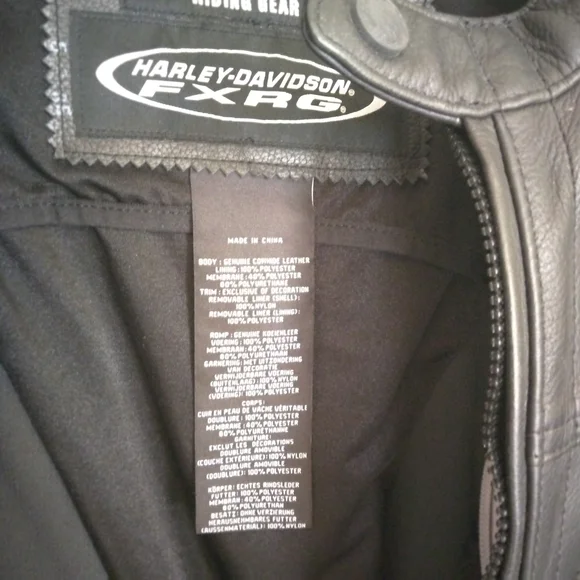 RIDING GEAR
HARLEY-DAVIDSON®
FXRG®
MADE IN CHINA
BODY : GENUINE COWHIDE LEATHER
LINING : 100% POLYESTER
MEMBRANE : 40% POLYESTER
60% POLYURETHANE
TRIM : EXCLUSIVE OF DECORATION
REMOVABLE LINER (SHELL):
100% NYLON
REMOVABLE LINER (LINING):
100% POLYESTER
ROMP : GENUINE KOEIENLEER
VOERING : 100% POLYESTER
MEMBRAAN : 40% POLYESTER
60% POLYURETHAAN
GARNERING : MET UITZONDERING
VAN DECORATIE
VERWIJDERBARE VOERING
(BUITENLAAG): 100% NYLON
VERWIJDERBARE VOERING
(VOERING): 100% POLYESTER
CORPS:
CUIR EN PEAU DE VACHE VÉRITABLE
DOUBLURE : 100% POLYESTER
MEMBRANE : 40% POLYESTER
60% POLYURÉTHANNE
GARNITURE:
EXCLUT LES DÉCORATIONS
DOUBLURE AMOVIBLE
(COUCHE EXTÉRIEURE): 100% NYLON
DOUBLURE AMOVIBLE
(DOUBLURE): 100% POLYESTER
KÖRPER: ECHTES RINDSLEDER
FUTTER : 100% POLYESTER
MEMBRAN : 40% POLYESTER
60% POLYURETHAN
BESATZ: OHNE VERZIERUNG
HERAUSNEHMBARES FUTTER
(AUSSENMATERIAL): 100% NYLON